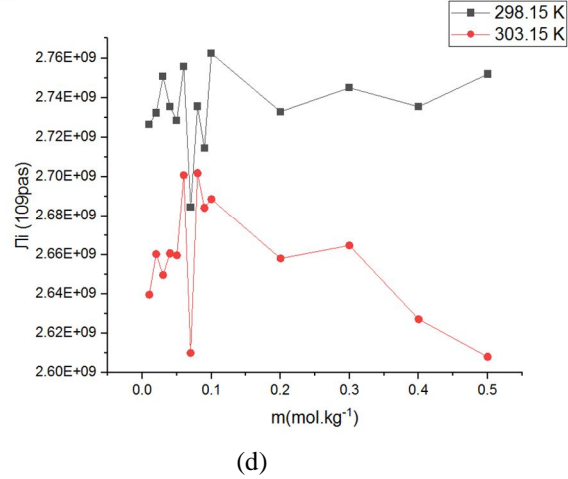 298.15 K
303.15 K
2.76E+09
2.74E+09
2.72E+09
2.70E+09
2.68E+09
2.66E+09
2.64E+09
2.62E+09
2.60E+09
Лi (109pas)
0.0 0.1 0.2 0.3 0.4 0.5
m(mol.kg⁻¹)
(d)